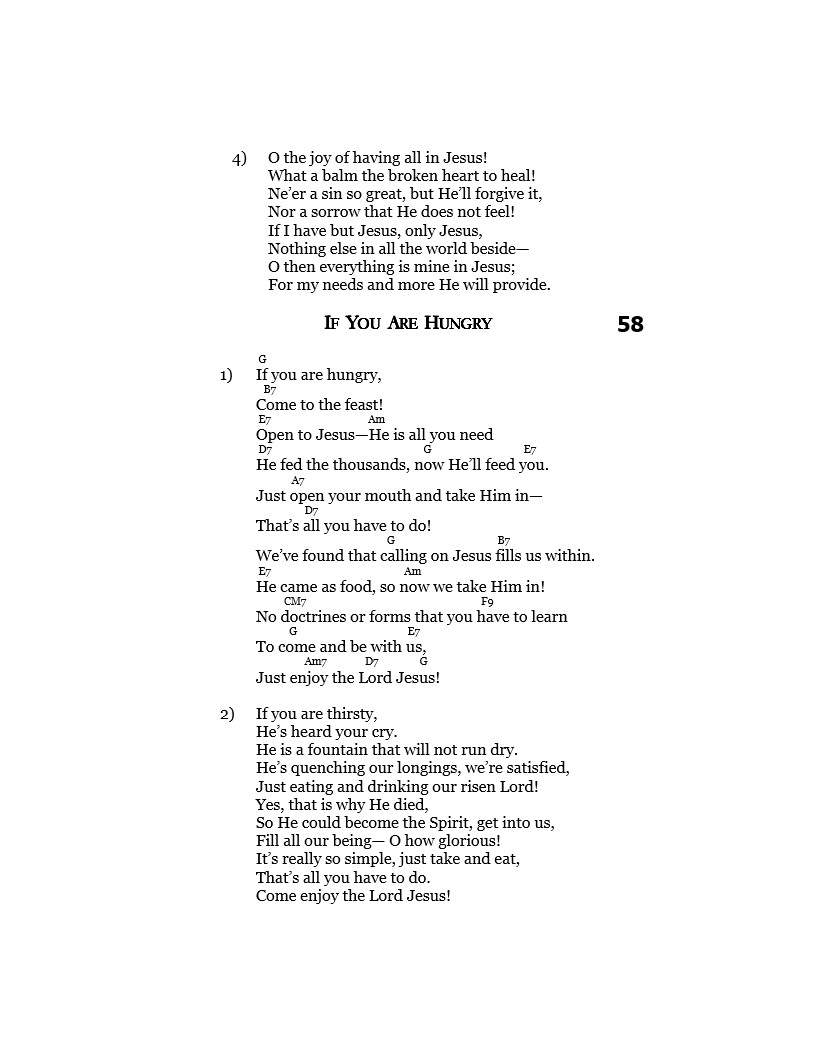 4) O the joy of having all in Jesus!
What a balm the broken heart to heal!
Ne'er a sin so great, but He'll forgive it,
Nor a sorrow that He does not feel!
If I have but Jesus, only Jesus,
Nothing else in all the world beside—
O then everything is mine in Jesus;
For my needs and more He will provide.
IF YOU ARE HUNGRY 58
G
1) If you are hungry,
B7
Come to the feast!
E7 Am
Open to Jesus—He is all you need
D7 G E7
He fed the thousands, now He'll feed you.
A7
Just open your mouth and take Him in—
D7
That's all you have to do!
G B7
We've found that calling on Jesus fills us within.
E7 Am
He came as food, so now we take Him in!
CM7 F9
No doctrines or forms that you have to learn
G E7
To come and be with us,
Am7 D7 G
Just enjoy the Lord Jesus!
2) If you are thirsty,
He's heard your cry.
He is a fountain that will not run dry.
He's quenching our longings, we're satisfied,
Just eating and drinking our risen Lord!
Yes, that is why He died,
So He could become the Spirit, get into us,
Fill all our being— O how glorious!
It's really so simple, just take and eat,
That's all you have to do.
Come enjoy the Lord Jesus!